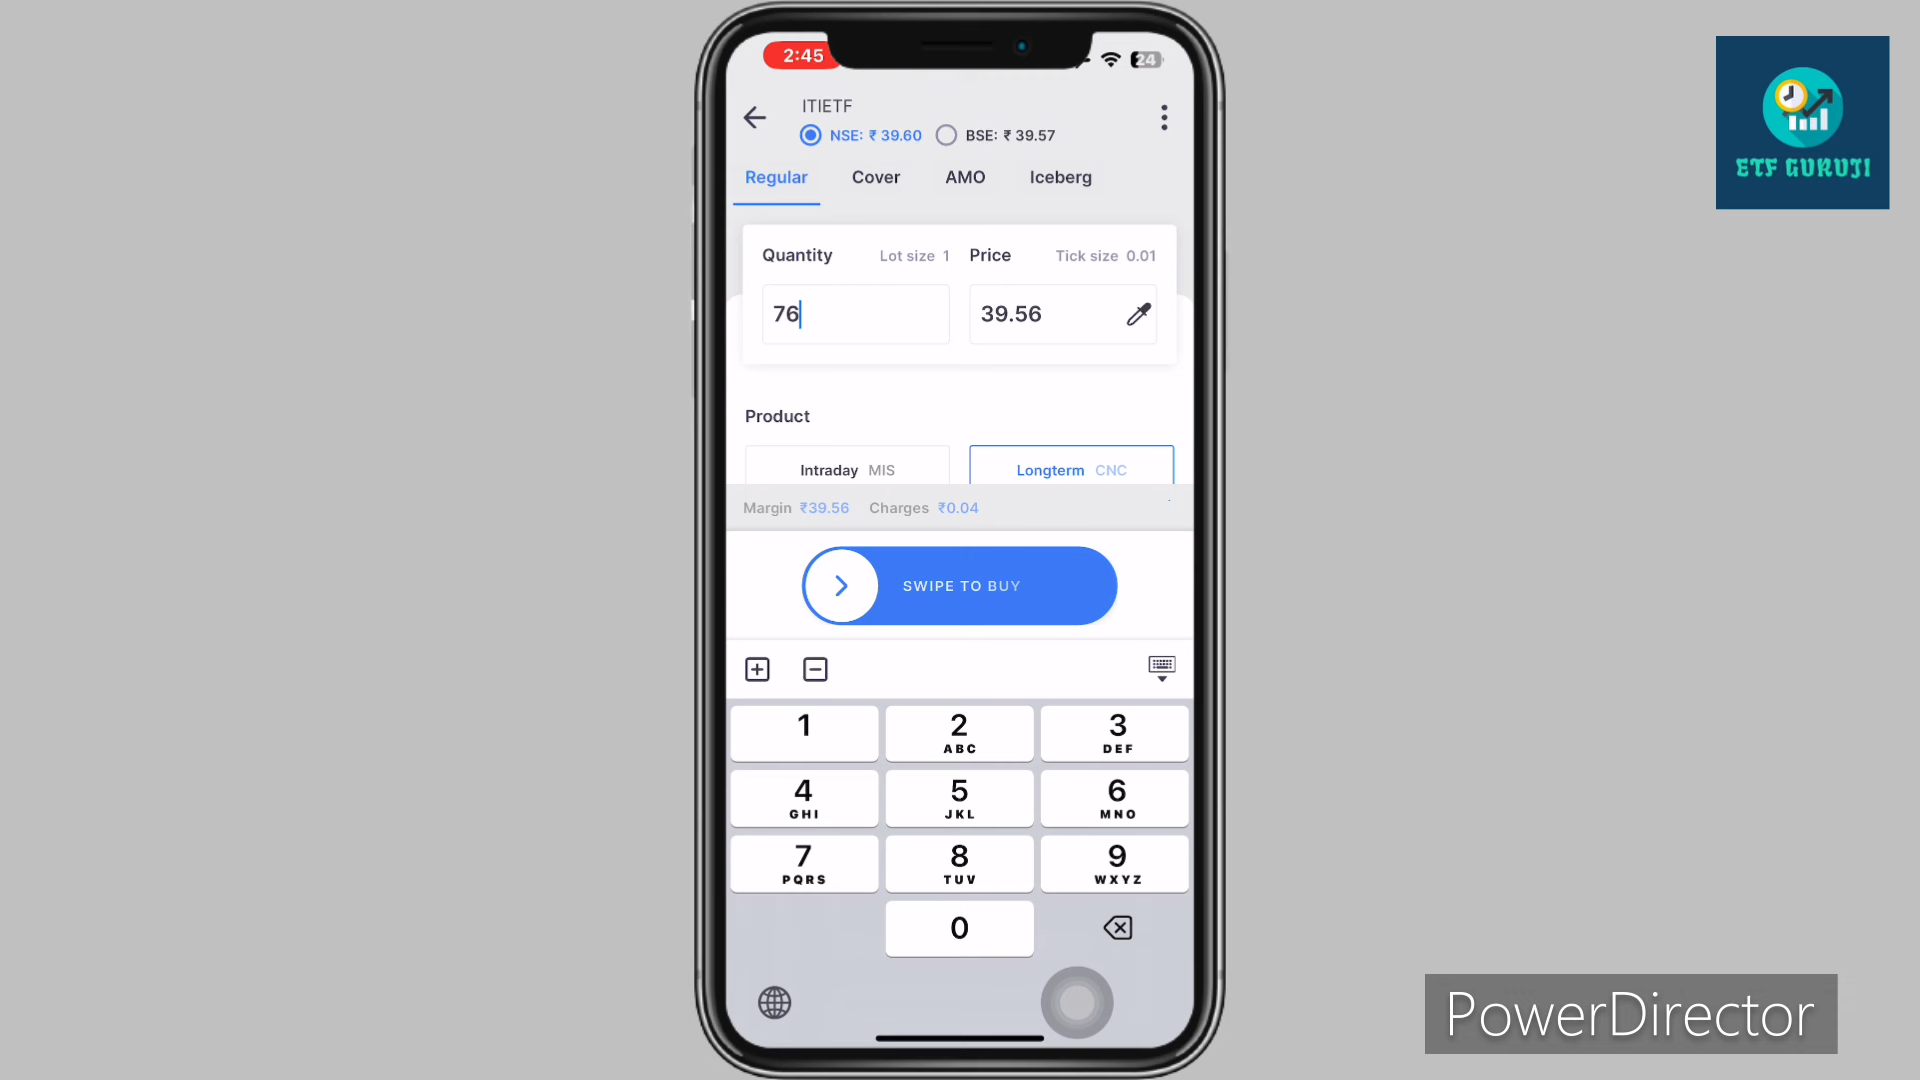 2:45
24
ITIETF
NSE: ₹ 39.60 BSE: ₹ 39.57
Regular Cover AMO Iceberg
Quantity Lot size 1 Price Tick size 0.01
76 39.56
Product
Intraday MIS Longterm CNC
Margin ₹39.56 Charges ₹0.04
SWIPE TO BUY
1 2 3
ABC DEF
4 5 6
GHI JKL MNO
7 8 9
PQRS TUV WXYZ
0
ETF GURUJI
PowerDirector